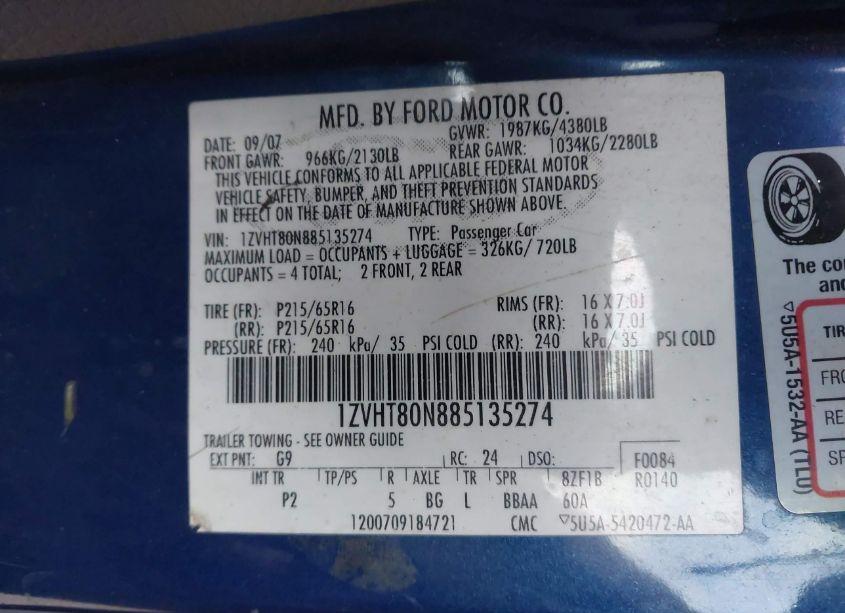 MFD. BY FORD MOTOR CO.
DATE: 09/07 GVWR: 1987KG/4380LB
FRONT GAWR: 966KG/2130LB REAR GAWR: 1034KG/2280LB
THIS VEHICLE CONFORMS TO ALL APPLICABLE FEDERAL MOTOR
VEHICLE SAFETY, BUMPER, AND THEFT PREVENTION STANDARDS
IN EFFECT ON THE DATE OF MANUFACTURE SHOWN ABOVE.
VIN: 1ZVHT80N885135274 TYPE: Passenger Car
MAXIMUM LOAD = OCCUPANTS + LUGGAGE = 326KG/ 720LB
OCCUPANTS = 4 TOTAL; 2 FRONT, 2 REAR
TIRE (FR): P215/65R16 RIMS (FR): 16 X 7.0J
(RR): P215/65R16 (RR): 16 X 7.0J
PRESSURE (FR): 240 kPa/ 35 PSI COLD (RR): 240 kPa/ 35 PSI COLD
1ZVHT80N885135274
TRAILER TOWING - SEE OWNER GUIDE
EXT PNT: G9 RC: 24 DSO: F0084
INT TR TP/PS R AXLE TR SPR 8ZF1B R0140
P2 5 BG L BBAA 60A
1200709184721 CMC ▽5U5A-5420472-AA
The co
an
▽5U5A-1532-AA (TLU)
TIR
FRO
RE
SP